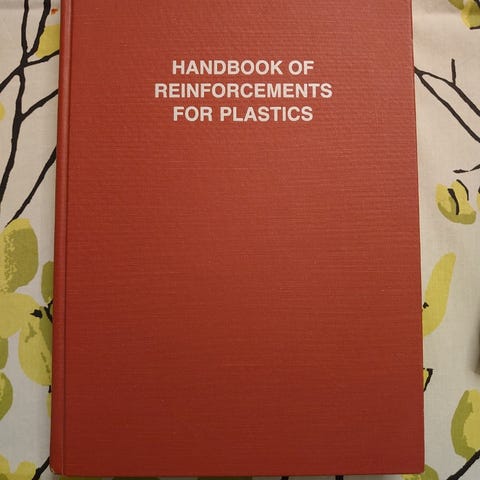 HANDBOOK OF
REINFORCEMENTS
FOR PLASTICS